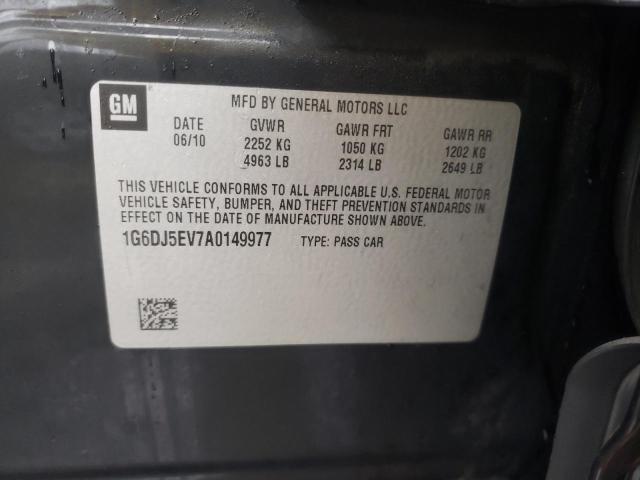 GM
MFD BY GENERAL MOTORS LLC
DATE GVWR GAWR FRT GAWR RR
06/10 2252 KG 1050 KG 1202 KG
4963 LB 2314 LB 2649 LB
THIS VEHICLE CONFORMS TO ALL APPLICABLE U.S. FEDERAL MOTOR
VEHICLE SAFETY, BUMPER, AND THEFT PREVENTION STANDARDS IN
EFFECT ON THE DATE OF MANUFACTURE SHOWN ABOVE.
1G6DJ5EV7A0149977 TYPE: PASS CAR